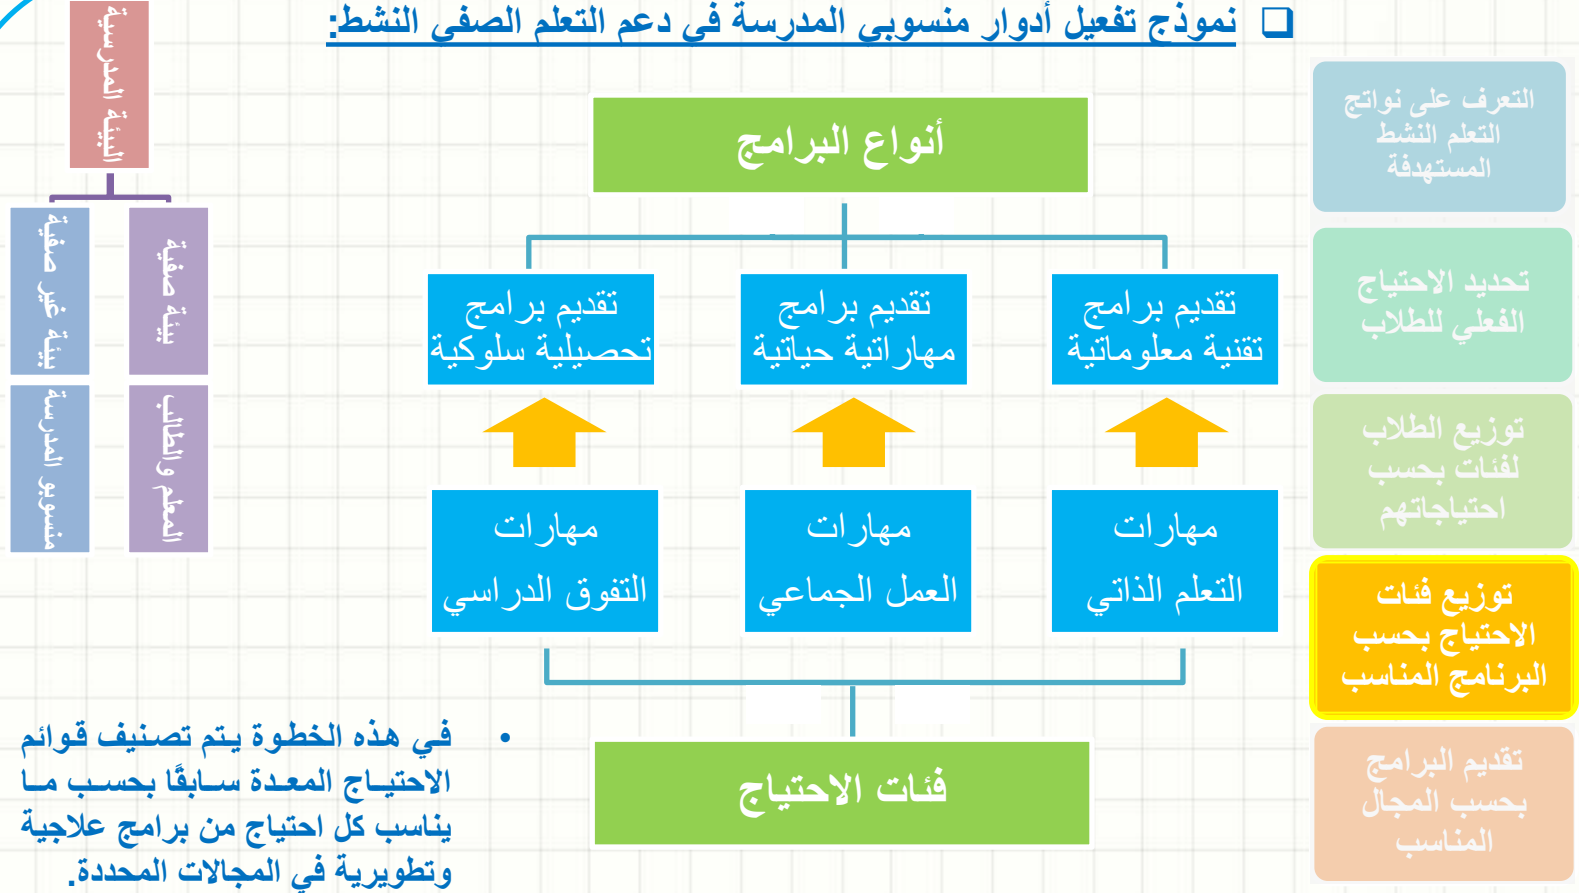 ❑ نموذج تفعيل أدوار منسوبي المدرسة في دعم التعلم الصفي النشط:
التعرف على نواتج
التعلم النشط
المستهدفة
تحديد الاحتياج
الفعلي للطلاب
توزيع الطلاب
لفئات بحسب
احتياجاتهم
توزيع فئات
الاحتياج بحسب
البرنامج المناسب
تقديم البرامج
بحسب المجال
المناسب
أنواع البرامج
تقديم برامج
تقنية معلوماتية
تقديم برامج
مهاراتية حياتية
تقديم برامج
تحصيلية سلوكية
مهارات
التعلم الذاتي
مهارات
العمل الجماعي
مهارات
التفوق الدراسي
فئات الاحتياج
البيئة المدرسية
بيئة صفية
بيئة غير صفية
المعلم والطالب
منسوبو المدرسة
• في هذه الخطوة يتم تصنيف قوائم
الاحتياج المعدة سابقًا بحسب ما
يناسب كل احتياج من برامج علاجية
وتطويرية في المجالات المحددة.